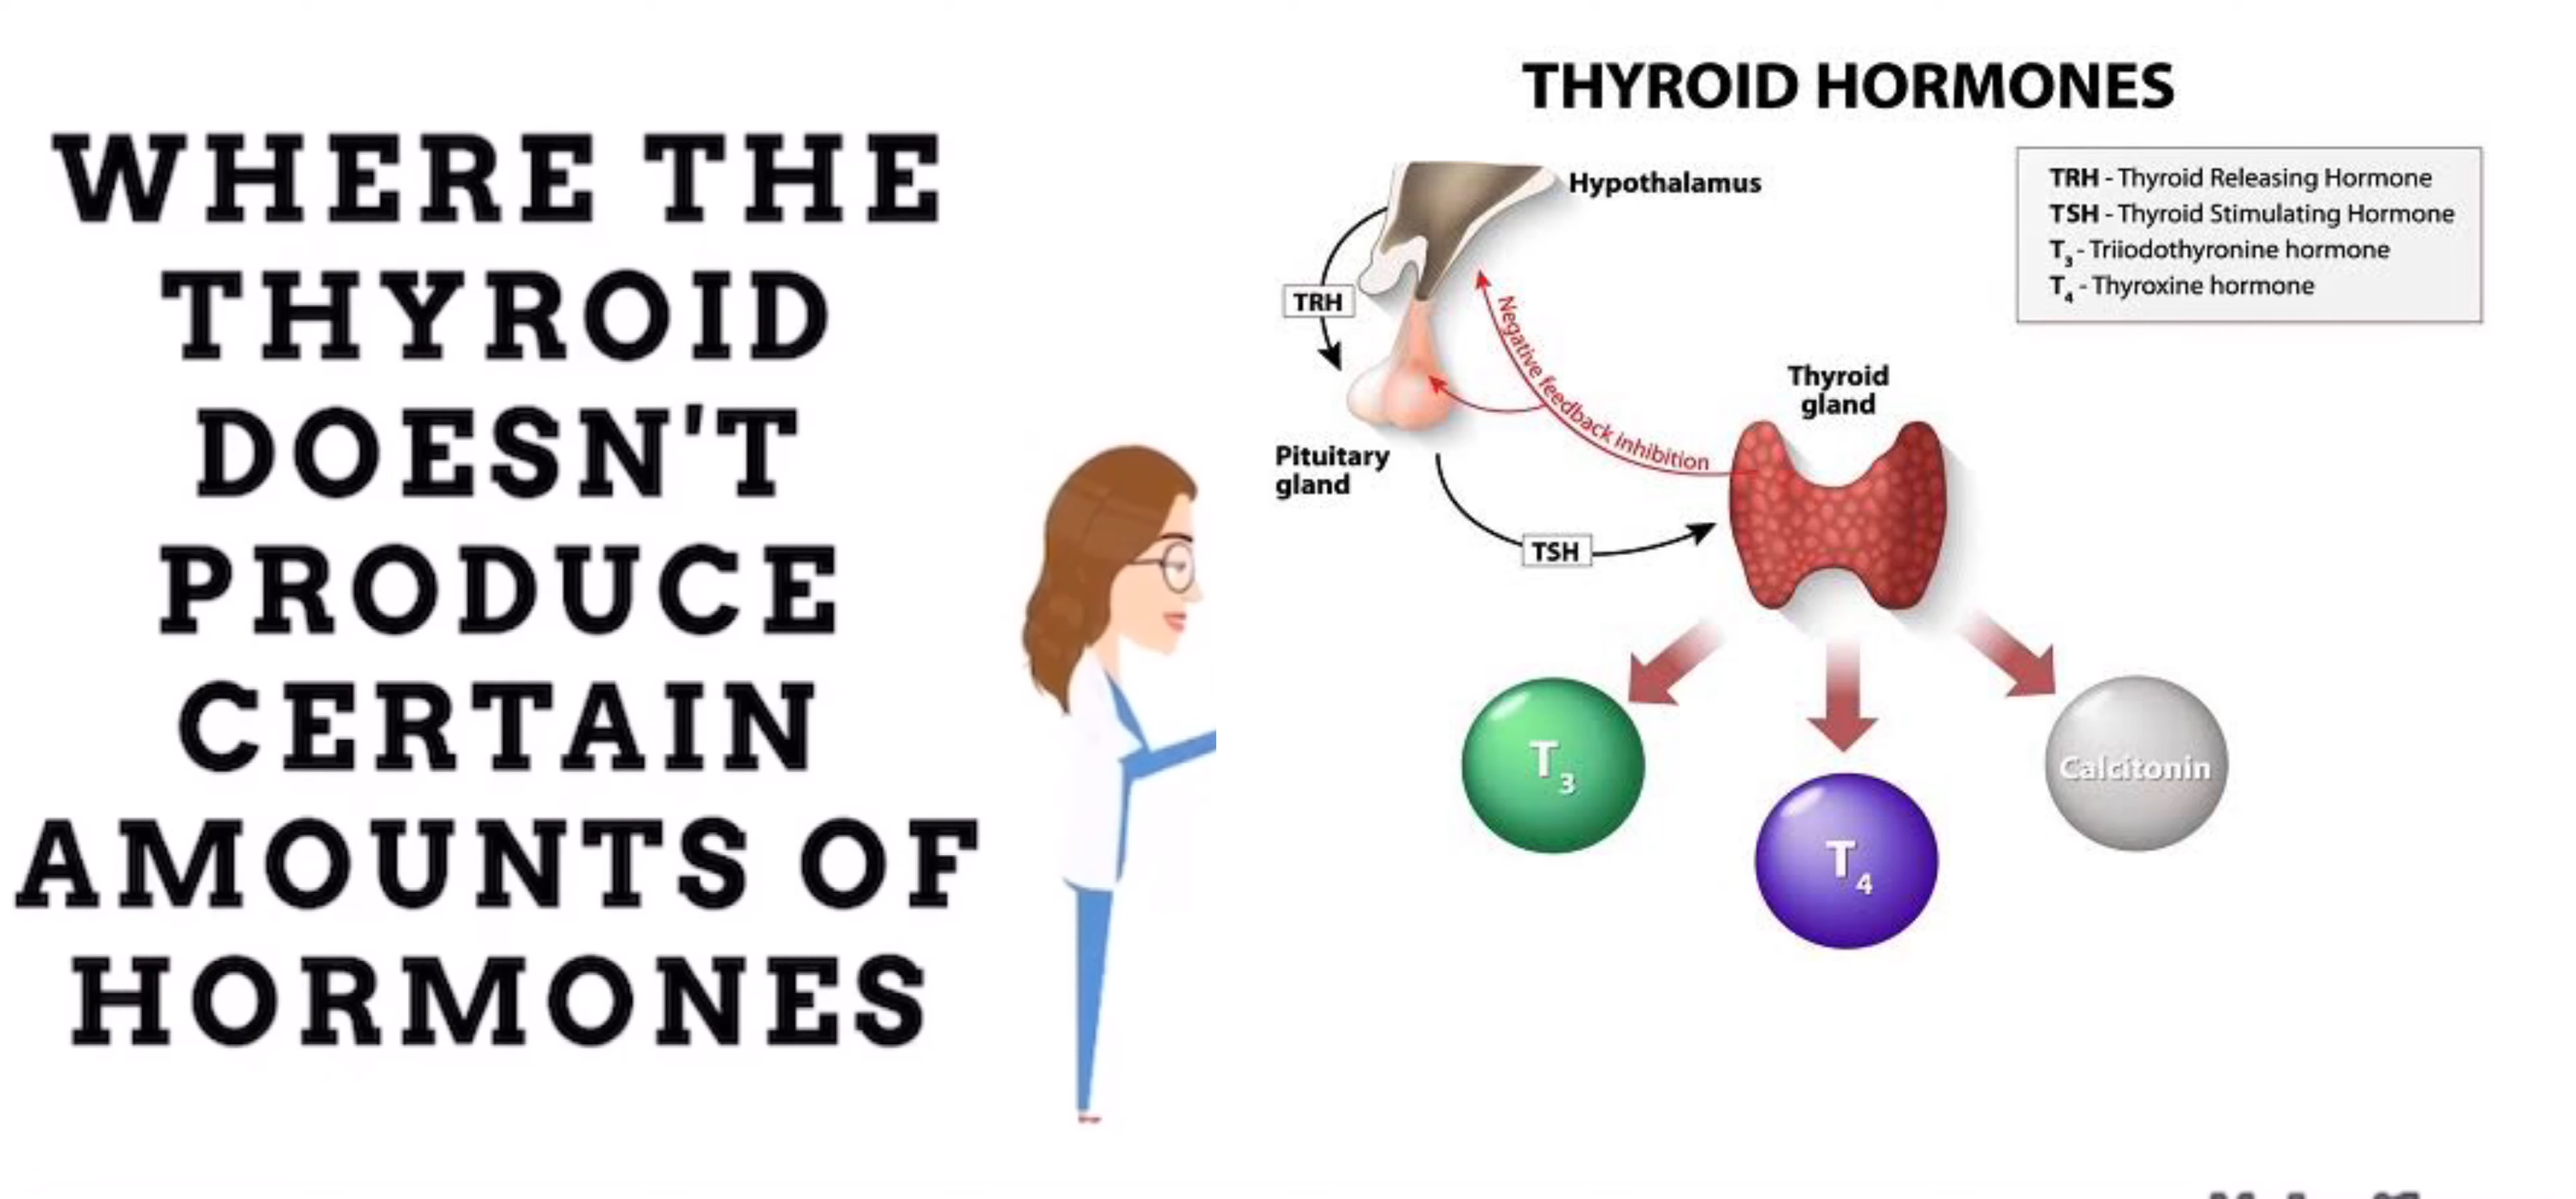 WHERE THE
THYROID
DOESN'T
PRODUCE
CERTAIN
AMOUNTS OF
HORMONES
THYROID HORMONES
Hypothalamus
TRH - Thyroid Releasing Hormone
TSH - Thyroid Stimulating Hormone
T3 - Triiodothyronine hormone
T4 - Thyroxine hormone
TRH
Negative feedback inhibition
Thyroid
gland
Pituitary
gland
TSH
T3
T4
Calcitonin